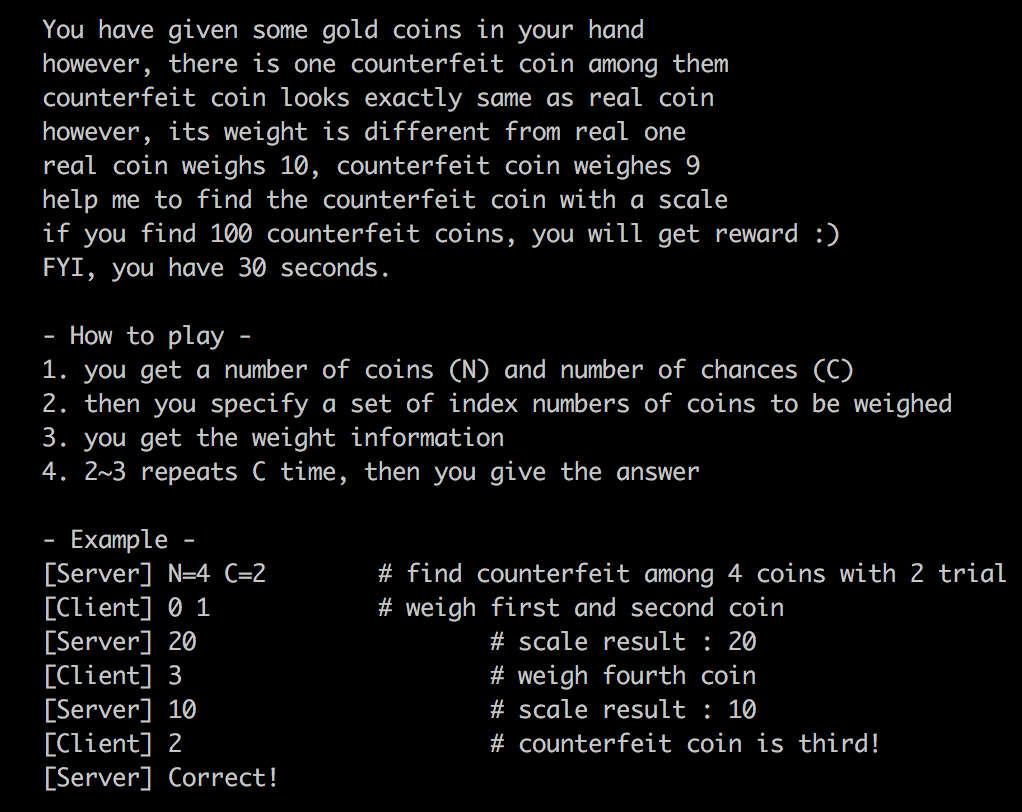 You have given some gold coins in your hand
however, there is one counterfeit coin among them
counterfeit coin looks exactly same as real coin
however, its weight is different from real one
real coin weighs 10, counterfeit coin weighes 9
help me to find the counterfeit coin with a scale
if you find 100 counterfeit coins, you will get reward :)
FYI, you have 30 seconds.
- How to play -
1. you get a number of coins (N) and number of chances (C)
2. then you specify a set of index numbers of coins to be weighed
3. you get the weight information
4. 2~3 repeats C time, then you give the answer
- Example -
[Server] N=4 C=2 # find counterfeit among 4 coins with 2 trial
[Client] 0 1 # weigh first and second coin
[Server] 20 # scale result : 20
[Client] 3 # weigh fourth coin
[Server] 10 # scale result : 10
[Client] 2 # counterfeit coin is third!
[Server] Correct!